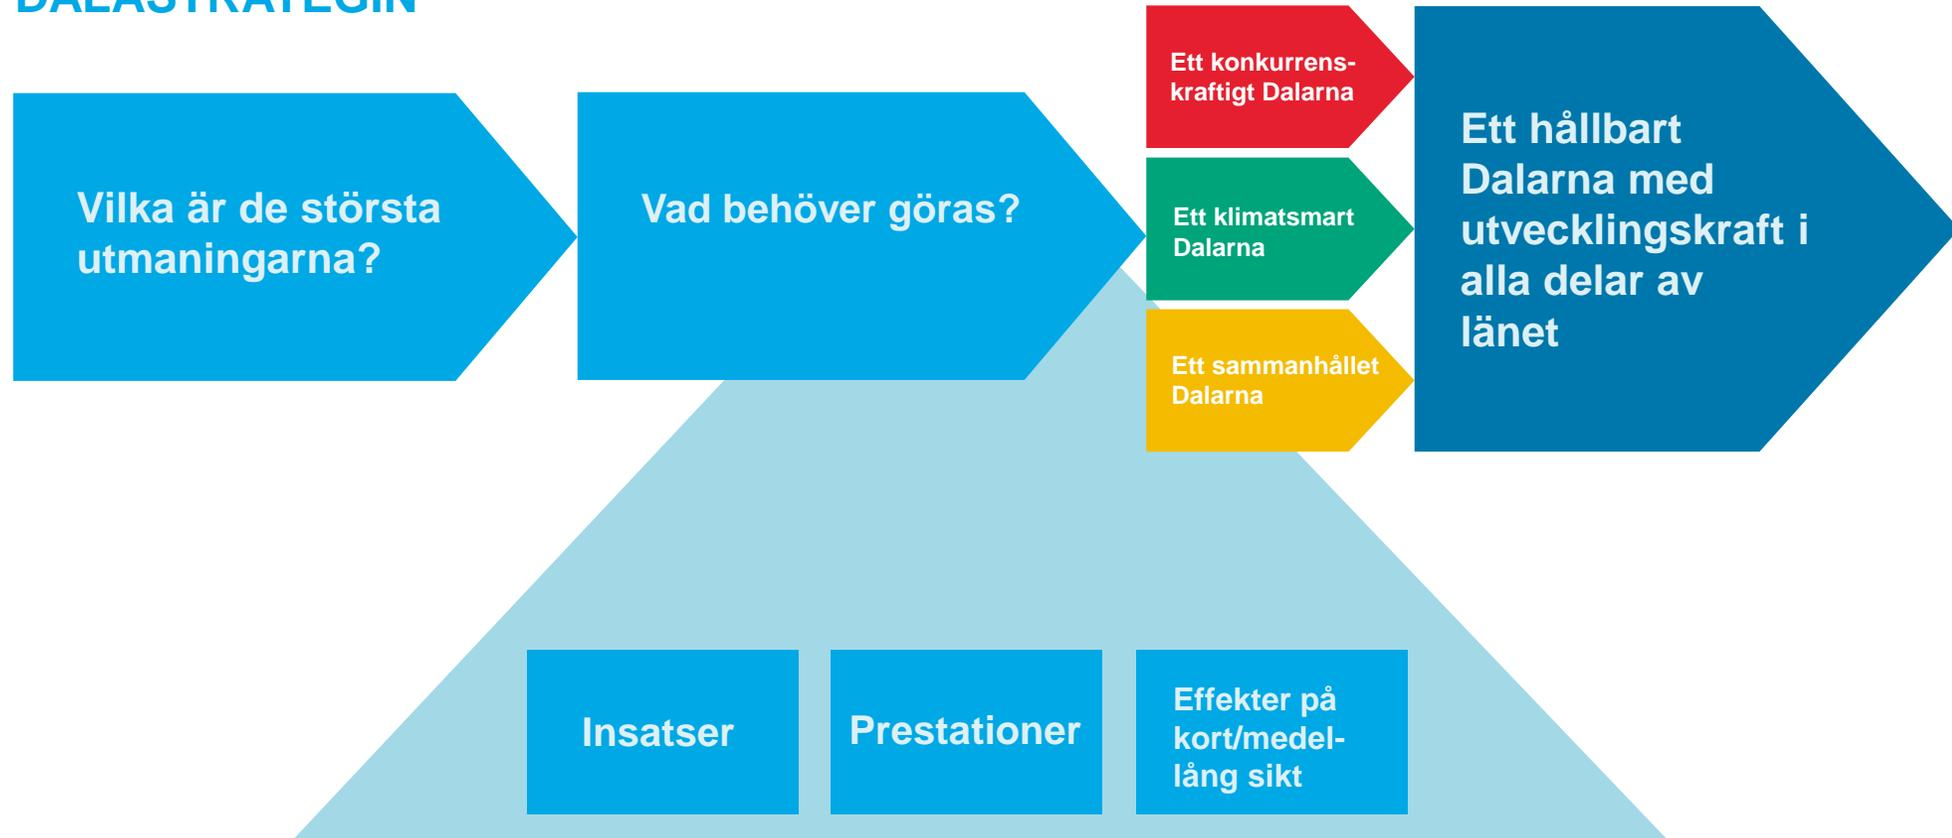 DALASTRATEGIN
Vilka är de största
utmaningarna?
Vad behöver göras?
Ett konkurrens-
kraftigt Dalarna
Ett klimatsmart
Dalarna
Ett sammanhållet
Dalarna
Ett hållbart
Dalarna med
utvecklingskraft i
alla delar av
länet
Insatser
Prestationer
Effekter på
kort/medel-
lång sikt